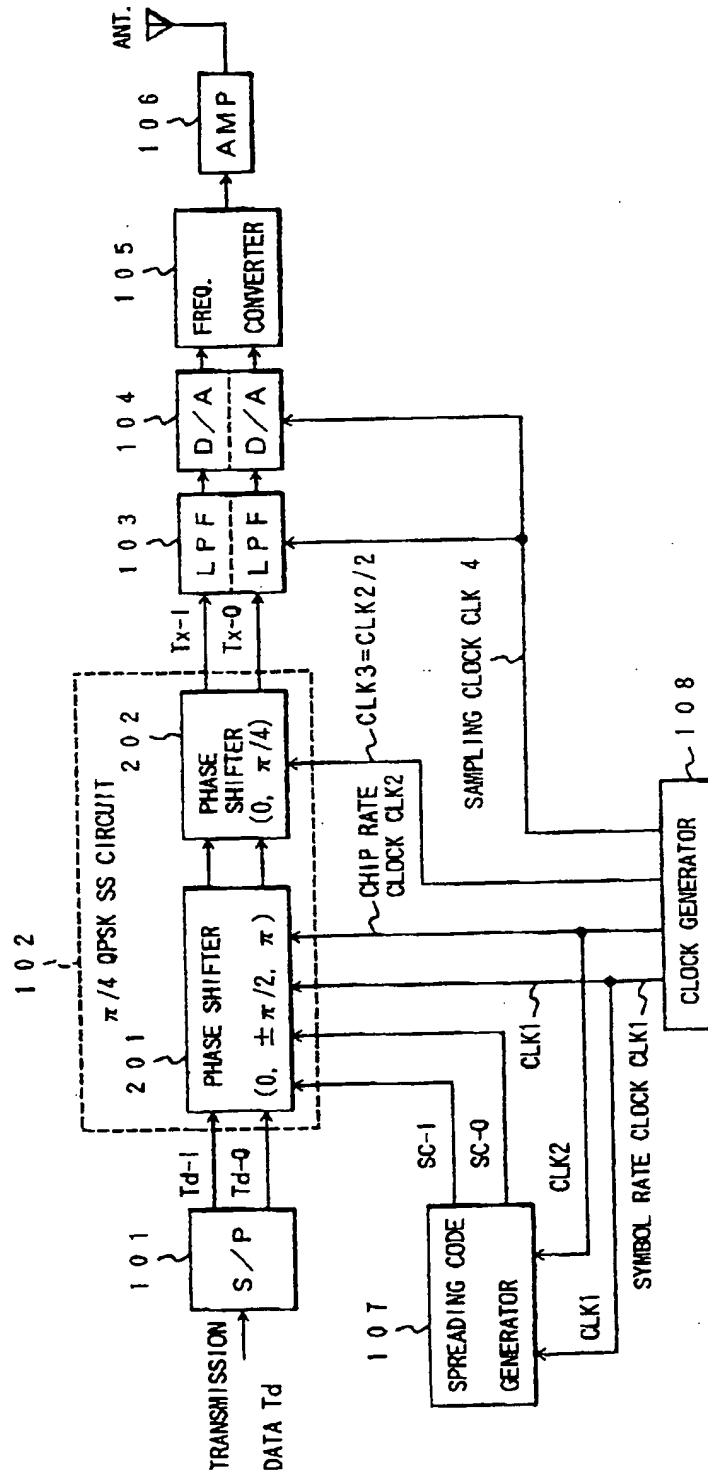 102
π/4 QPSK SS CIRCUIT
TRANSMISSION
DATA Td
101
S/P
Td-I
Td-Q
201
PHASE SHIFTER
(0, ±π/2, π)
202
PHASE
SHIFTER
(0, π/4)
Tx-I
Tx-Q
103
LPF
LPF
104
D/A
D/A
105
FREQ.
CONVERTER
106
AMP
ANT.
107
SPREADING CODE
GENERATOR
SC-I
SC-Q
CLK1
CLK2
CLK1
SYMBOL RATE CLOCK CLK1
CHIP RATE
CLOCK CLK2
CLK3=CLK2/2
SAMPLING CLOCK CLK 4
CLOCK GENERATOR
108